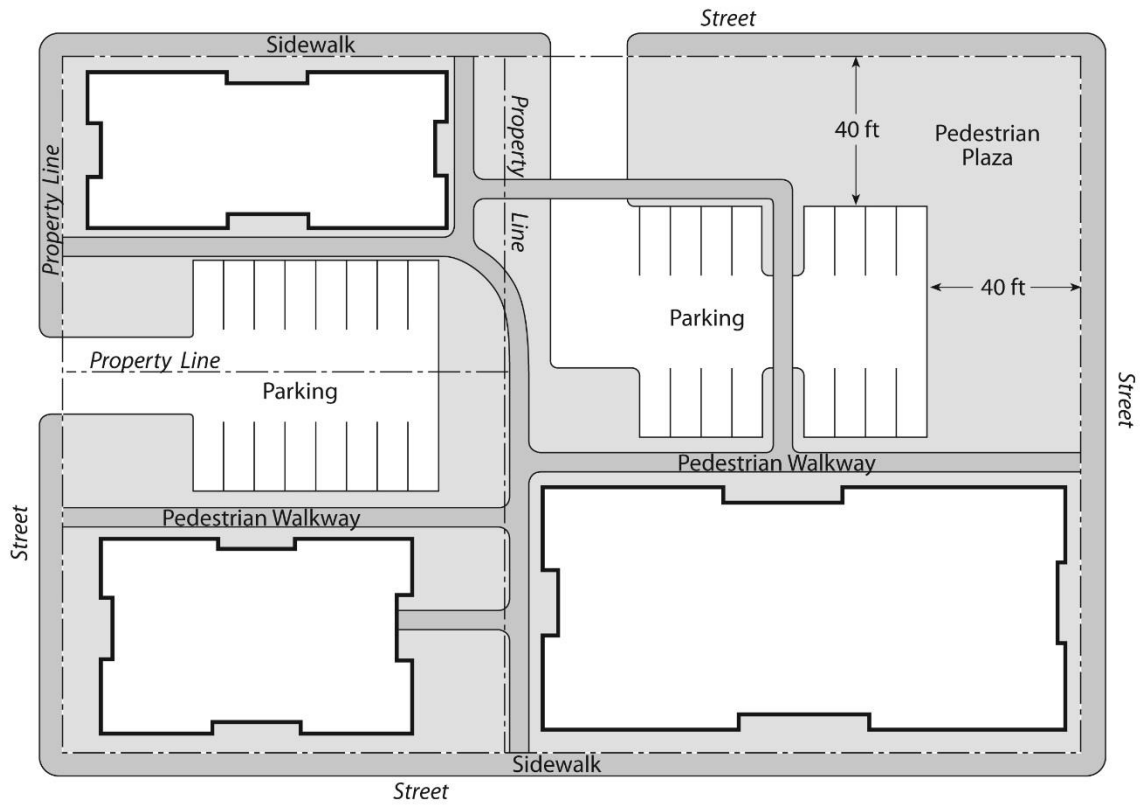 Street
Sidewalk
Property Line
Property
Line
40 ft
Pedestrian
Plaza
40 ft
Parking
Property Line
Parking
Street
Pedestrian Walkway
Pedestrian Walkway
Street
Sidewalk
Street